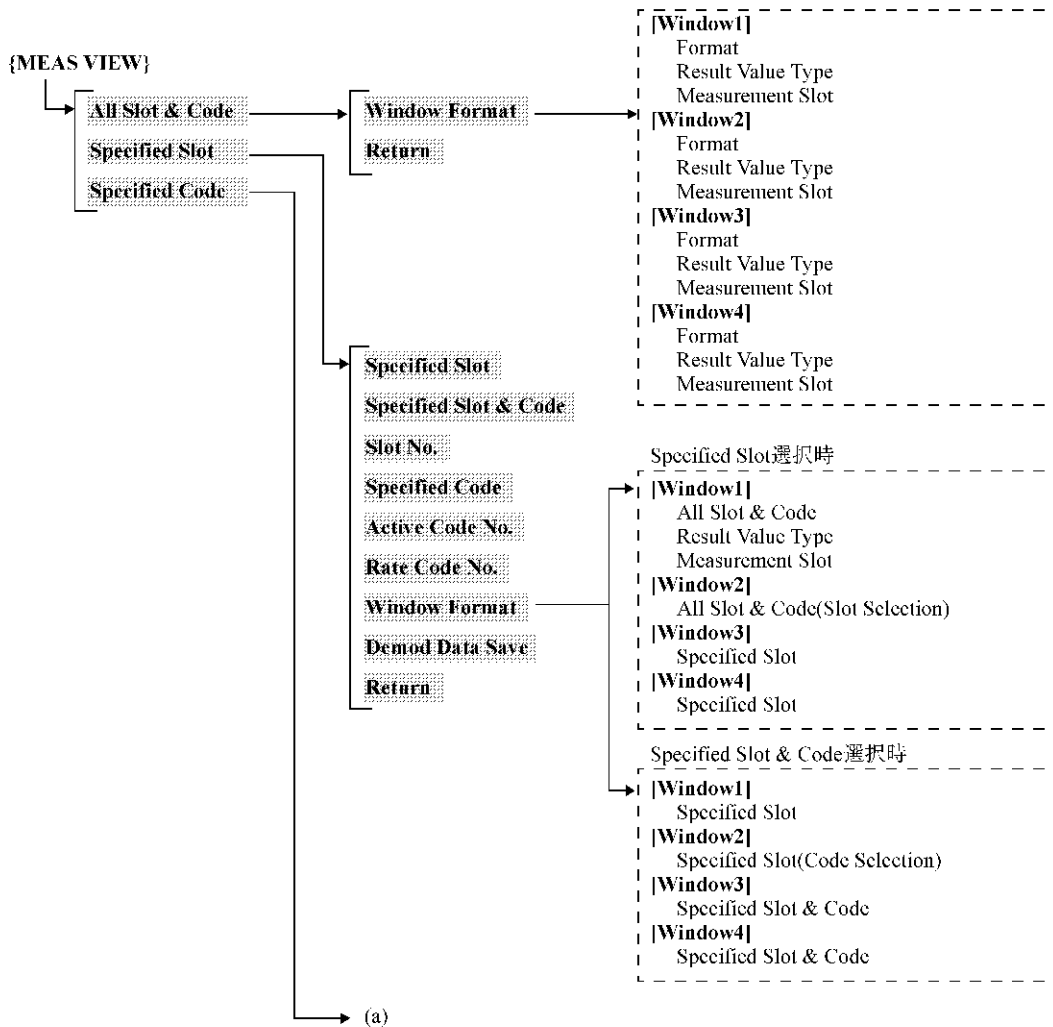 {MEAS VIEW}
All Slot & Code
Specified Slot
Specified Code
Window Format
Return
[Window1]
Format
Result Value Type
Measurement Slot
[Window2]
Format
Result Value Type
Measurement Slot
[Window3]
Format
Result Value Type
Measurement Slot
[Window4]
Format
Result Value Type
Measurement Slot
Specified Slot
Specified Slot & Code
Slot No.
Specified Code
Active Code No.
Rate Code No.
Window Format
Demod Data Save
Return
Specified Slot選択時
[Window1]
All Slot & Code
Result Value Type
Measurement Slot
[Window2]
All Slot & Code(Slot Selection)
[Window3]
Specified Slot
[Window4]
Specified Slot
Specified Slot & Code選択時
[Window1]
Specified Slot
[Window2]
Specified Slot(Code Selection)
[Window3]
Specified Slot & Code
[Window4]
Specified Slot & Code
(a)